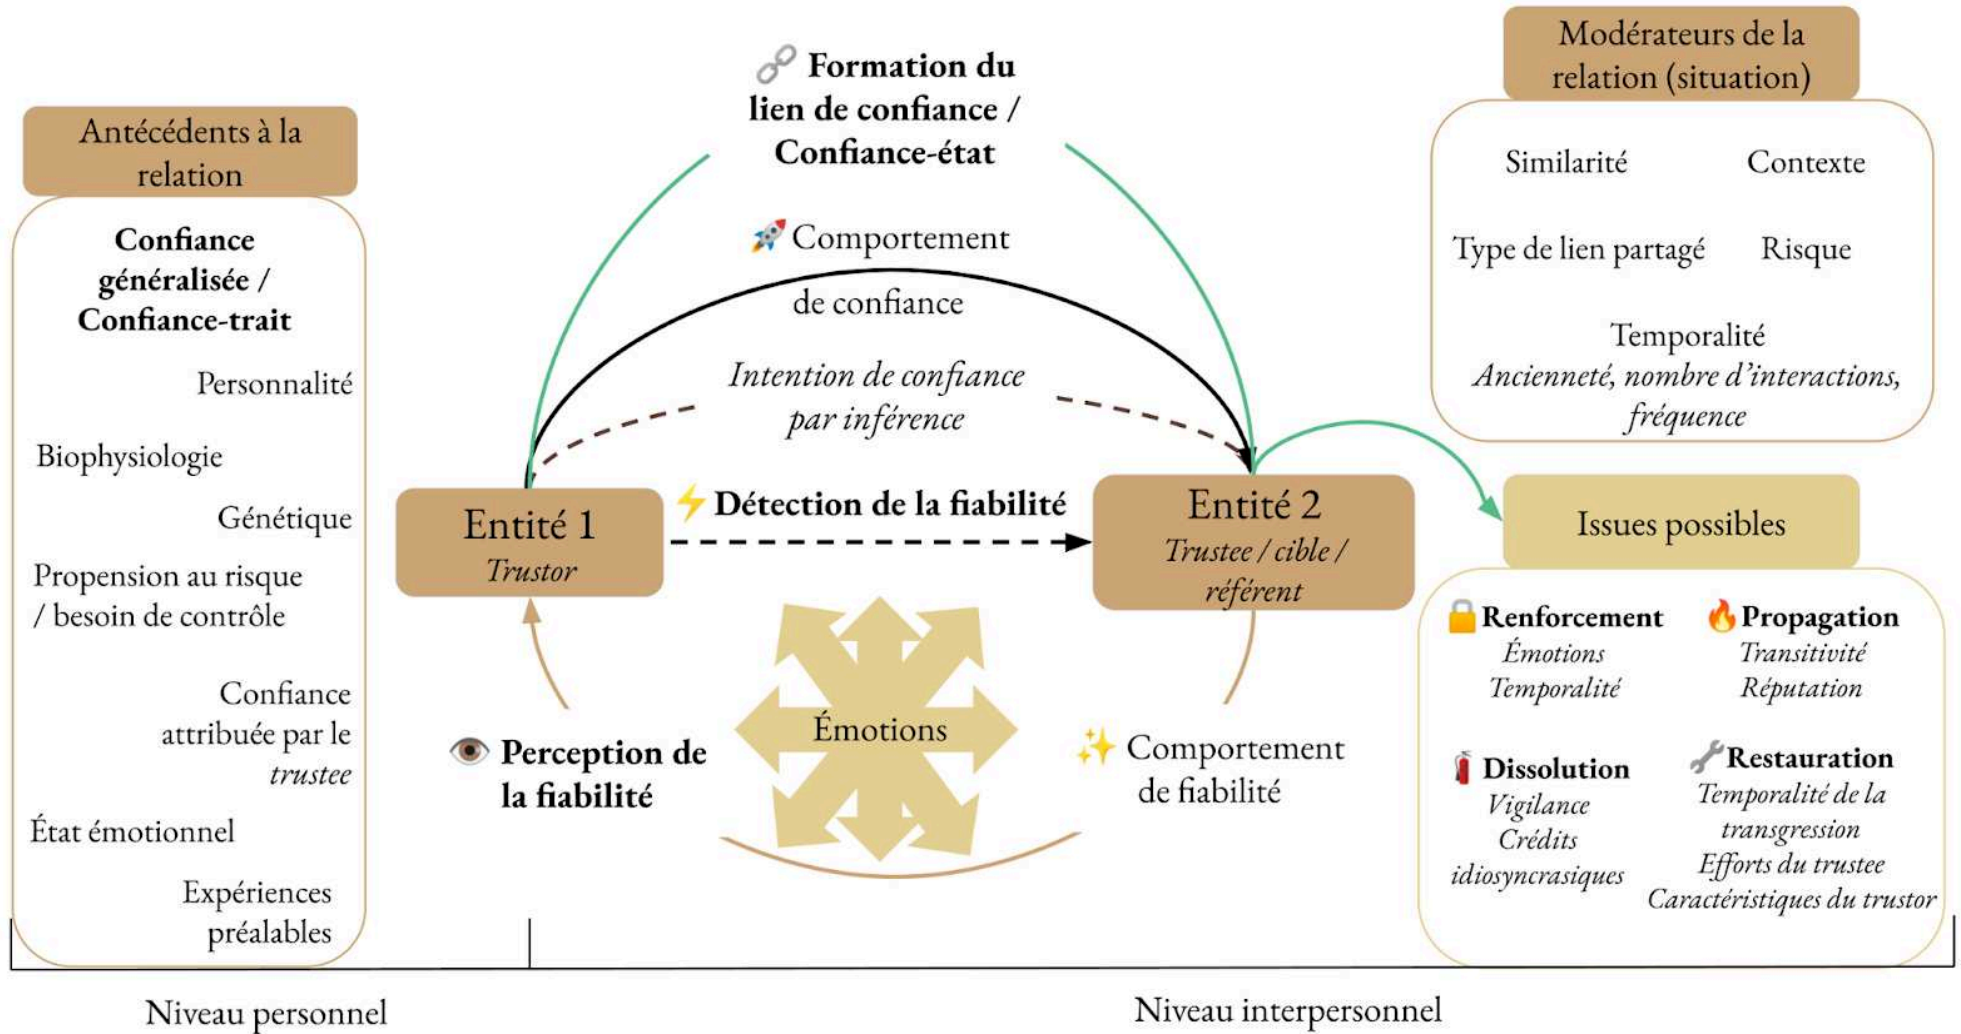 Antécédents à la
relation
Confiance
généralisée /
Confiance-trait
Personnalité
Biophysiologie
Génétique
Propension au risque
/ besoin de contrôle
Confiance
attribuée par le
trustee
État émotionnel
Expériences
préalables
Formation du
lien de confiance /
Confiance-état
Comportement
de confiance
Intention de confiance
par inférence
Détection de la fiabilité
Entité 1
Trustor
Entité 2
Trustee / cible /
référent
Émotions
Perception de
la fiabilité
Comportement
de fiabilité
Modérateurs de la
relation (situation)
Similarité
Contexte
Type de lien partagé
Risque
Temporalité
Ancienneté, nombre d'interactions,
fréquence
Issues possibles
Renforcement
Émotions
Temporalité
Propagation
Transitivité
Réputation
Dissolution
Vigilance
Crédits
idiosyncrasiques
Restauration
Temporalité de la
transgression
Efforts du trustee
Caractéristiques du trustor
Niveau personnel
Niveau interpersonnel